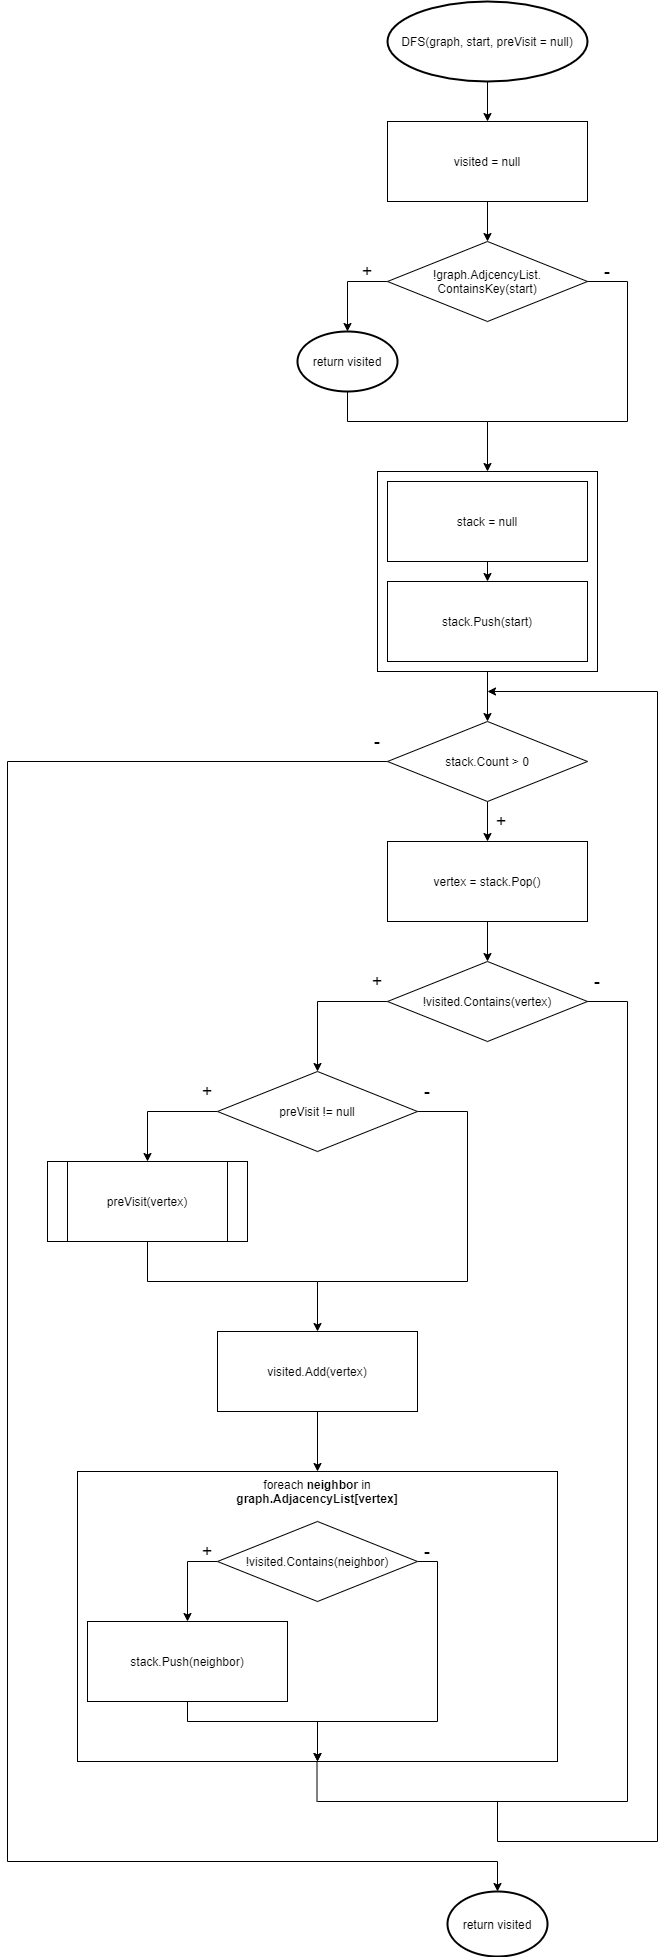 DFS(graph, start, preVisit = null)
visited = null
!graph.AdjcencyList.
ContainsKey(start)
+
-
return visited
stack = null
stack.Push(start)
stack.Count > 0
-
+
vertex = stack.Pop()
!visited.Contains(vertex)
+
-
preVisit != null
+
-
preVisit(vertex)
visited.Add(vertex)
foreach neighbor in
graph.AdjacencyList[vertex]
!visited.Contains(neighbor)
+
-
stack.Push(neighbor)
return visited